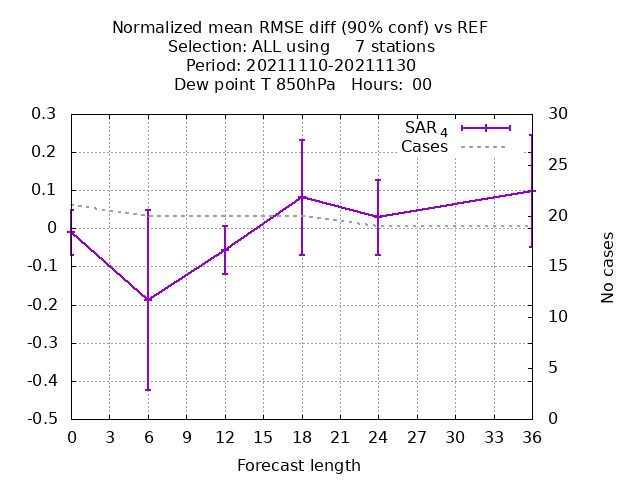 Normalized mean RMSE diff (90% conf) vs REF
Selection: ALL using     7 stations
Period: 20211110-20211130
Dew point T 850hPa   Hours: 00
SAR 4
Cases
0.3
0.2
0.1
0
-0.1
-0.2
-0.3
-0.4
-0.5
30
25
20
15
10
5
0
No cases
0 3 6 9 12 15 18 21 24 27 30 33 36
Forecast length